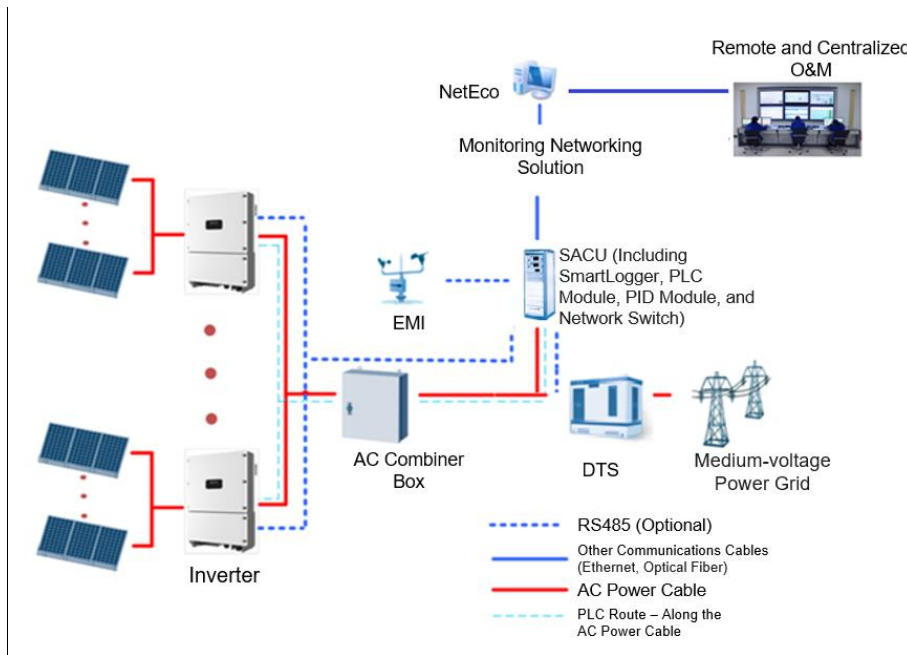 Remote and Centralized
O&M
NetEco
Monitoring Networking
Solution
SACU (Including
SmartLogger, PLC
Module, PID Module, and
Network Switch)
EMI
AC Combiner
Box
DTS
Medium-voltage
Power Grid
Inverter
RS485 (Optional)
Other Communications Cables
(Ethernet, Optical Fiber)
AC Power Cable
PLC Route – Along the
AC Power Cable